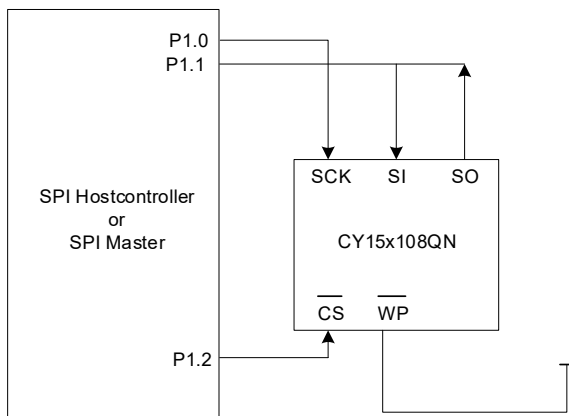 P1.0
P1.1
SCK SI SO
SPI Hostcontroller
or
SPI Master
CY15x108QN
CS WP
P1.2